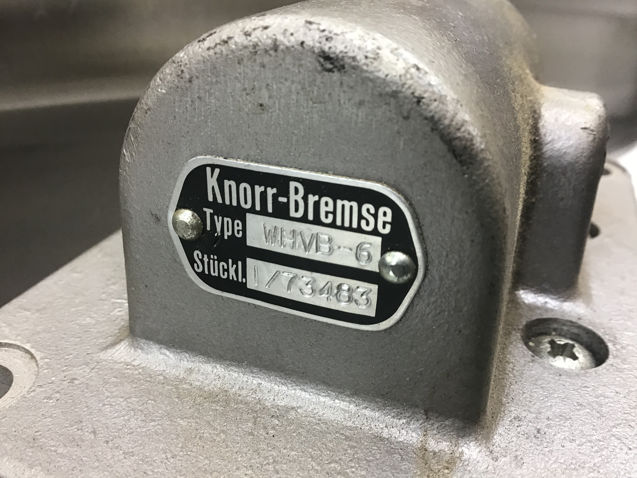 Knorr-Bremse
Type WHVB-6
Stückl. I/73483